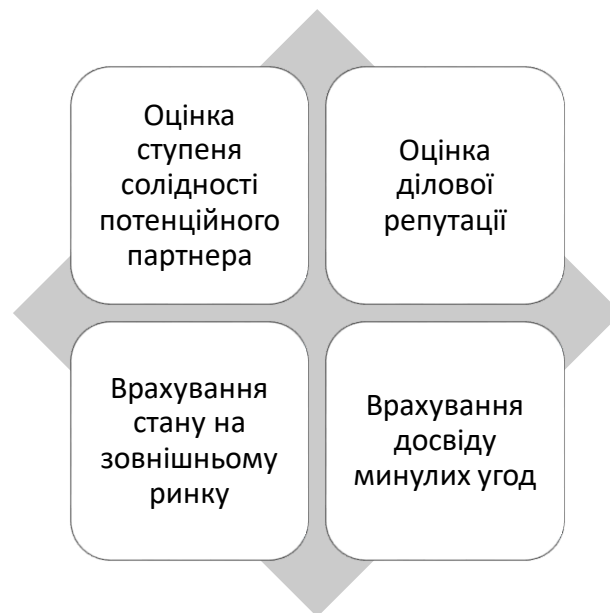 Оцінка
ступеня
солідності
потенційного
партнера
Оцінка
ділової
репутації
Врахування
стану на
зовнішньому
ринку
Врахування
досвіду
минулих угод